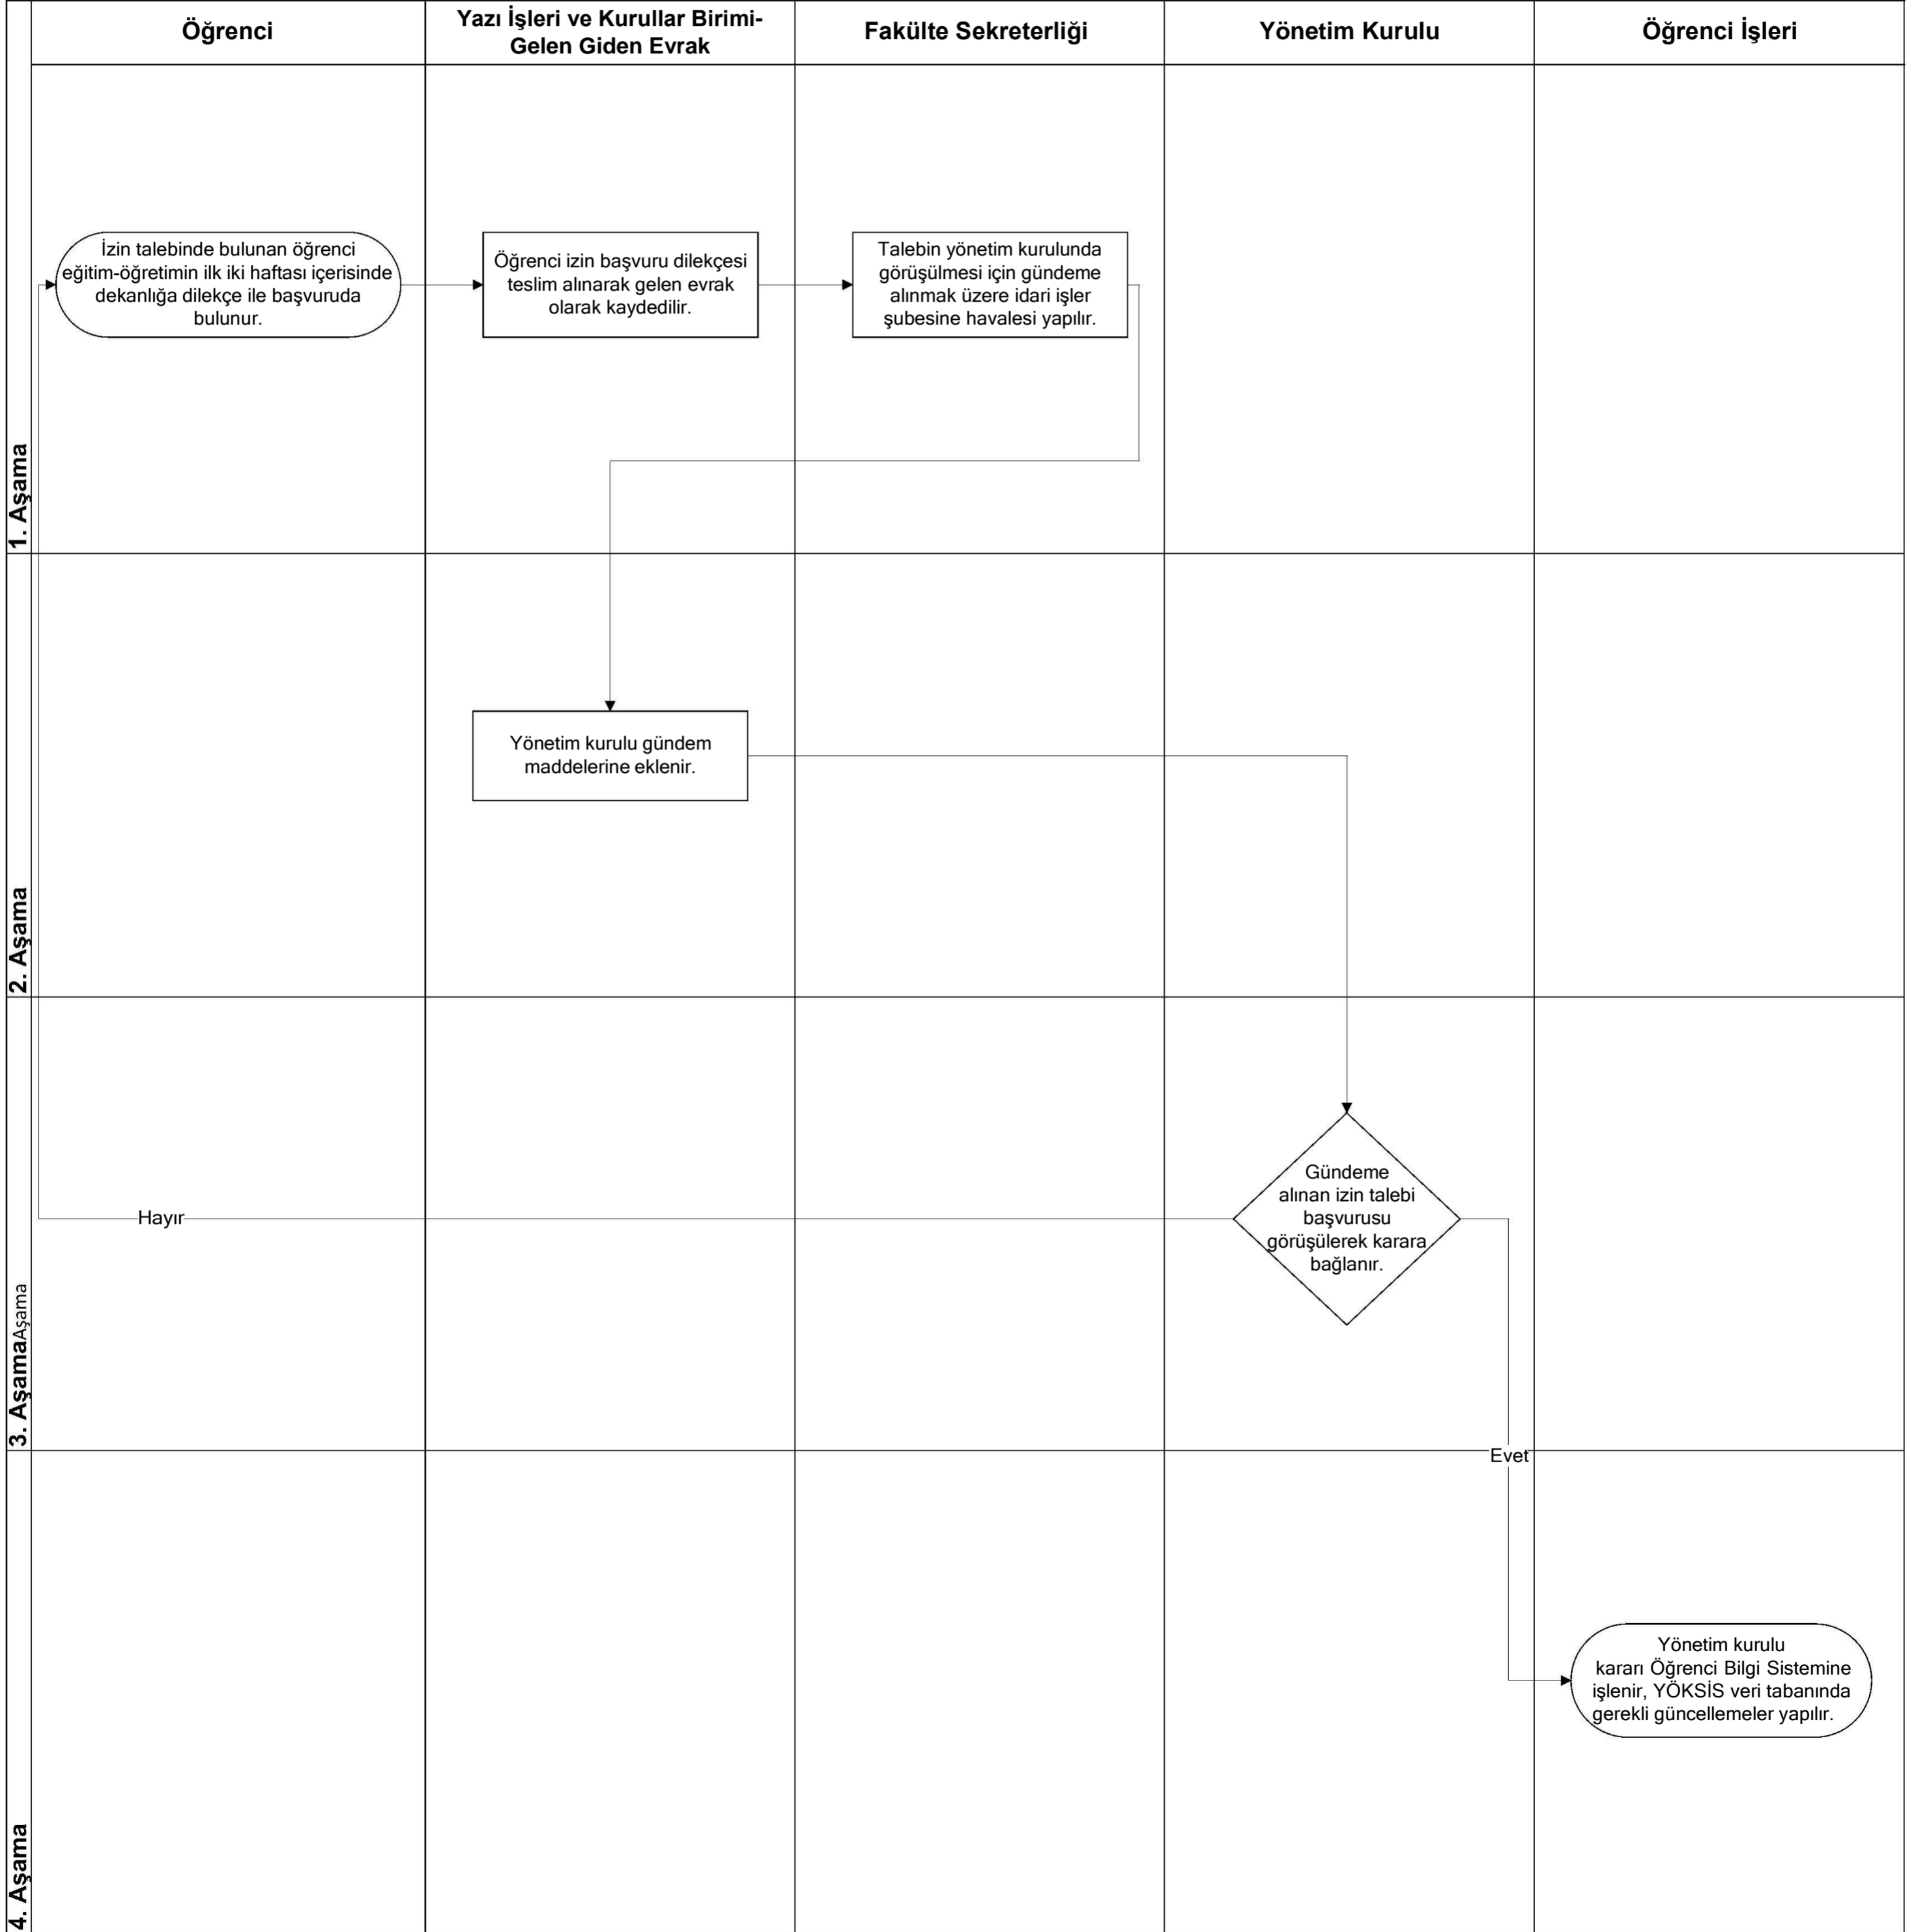 Öğrenci
Yazı İşleri ve Kurullar Birimi-
Gelen Giden Evrak
Fakülte Sekreterliği
Yönetim Kurulu
Öğrenci İşleri
1. Aşama
İzin talebinde bulunan öğrenci
eğitim-öğretimin ilk iki haftası içerisinde
dekanlığa dilekçe ile başvuruda
bulunur.
Öğrenci izin başvuru dilekçesi
teslim alınarak gelen evrak
olarak kaydedilir.
Talebin yönetim kurulunda
görüşülmesi için gündeme
alınmak üzere idari işler
şubesine havalesi yapılır.
2. Aşama
Yönetim kurulu gündem
maddelerine eklenir.
3. AşamaAşama
Gündeme
alınan izin talebi
başvurusu
görüşülerek karara
bağlanır.
Hayır
Evet
4. Aşama
Yönetim kurulu
kararı Öğrenci Bilgi Sistemine
işlenir, YÖKSİS veri tabanında
gerekli güncellemeler yapılır.